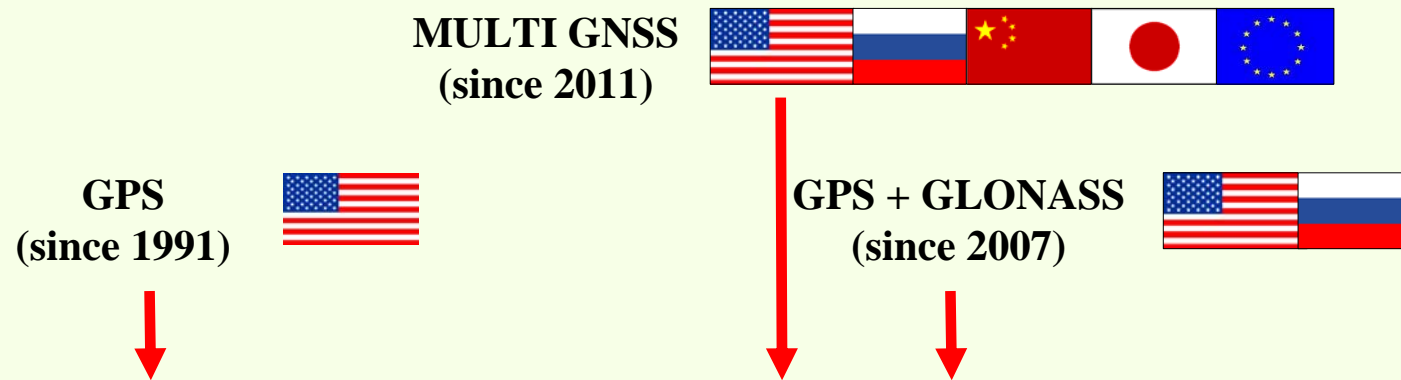 MULTI GNSS
(since 2011)
GPS
(since 1991)
GPS + GLONASS
(since 2007)